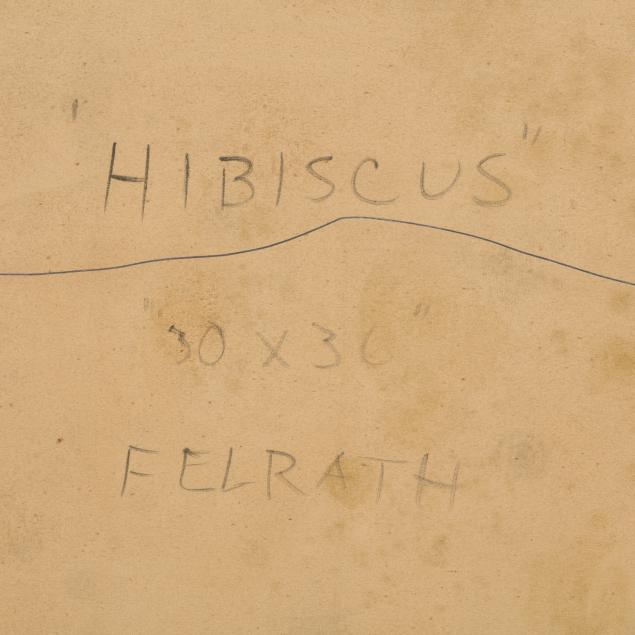 "HIBISCUS"
"30 X 30"
FELRATH